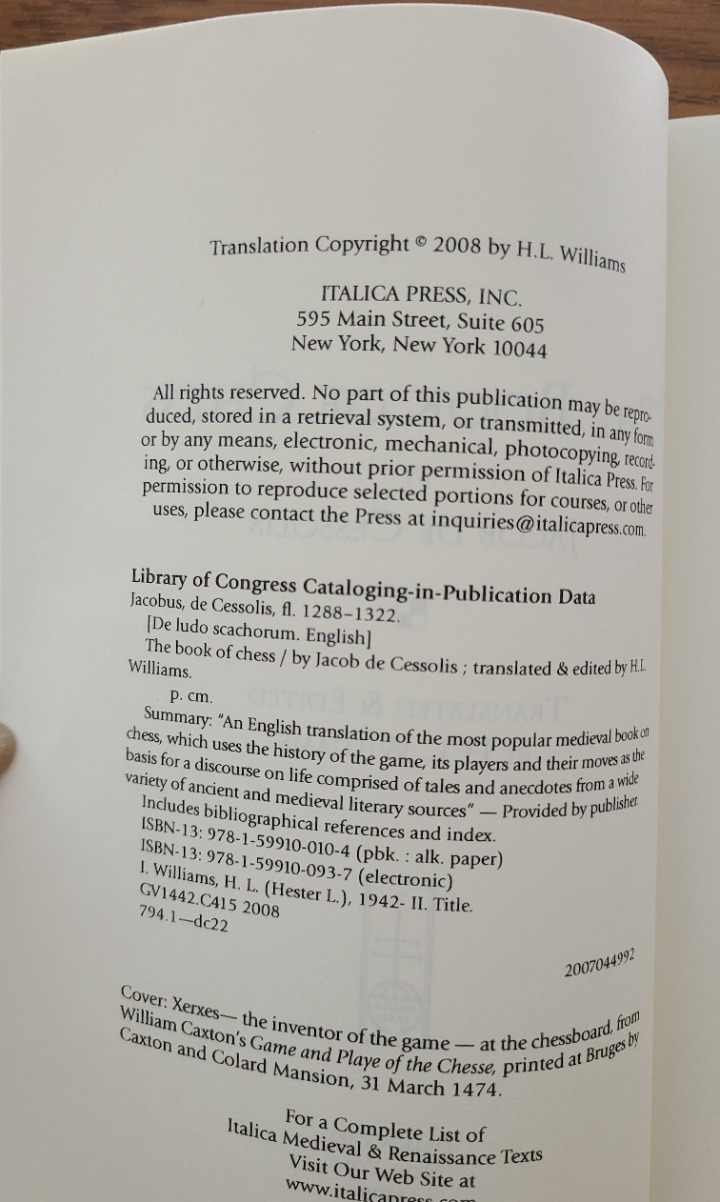 Translation Copyright © 2008 by H.L. Williams
ITALICA PRESS, INC.
595 Main Street, Suite 605
New York, New York 10044
All rights reserved. No part of this publication may be repro-
duced, stored in a retrieval system, or transmitted, in any form
or by any means, electronic, mechanical, photocopying, record-
ing, or otherwise, without prior permission of Italica Press. For
permission to reproduce selected portions for courses, or other
uses, please contact the Press at inquiries@italicapress.com.
Library of Congress Cataloging-in-Publication Data
Jacobus, de Cessolis, fl. 1288–1322.
[De ludo scachorum. English]
The book of chess / by Jacob de Cessolis ; translated & edited by H.L.
Williams.
p. cm.
Summary: "An English translation of the most popular medieval book on
chess, which uses the history of the game, its players and their moves as the
basis for a discourse on life comprised of tales and anecdotes from a wide
variety of ancient and medieval literary sources" — Provided by publisher.
Includes bibliographical references and index.
ISBN-13: 978-1-59910-010-4 (pbk. : alk. paper)
ISBN-13: 978-1-59910-093-7 (electronic)
I. Williams, H. L. (Hester L.), 1942- II. Title.
GV1442.C415 2008
794.1—dc22
2007044992
Cover: Xerxes— the inventor of the game — at the chessboard, from
William Caxton's Game and Playe of the Chesse, printed at Bruges by
Caxton and Colard Mansion, 31 March 1474.
For a Complete List of
Italica Medieval & Renaissance Texts
Visit Our Web Site at
www.italicapress.com